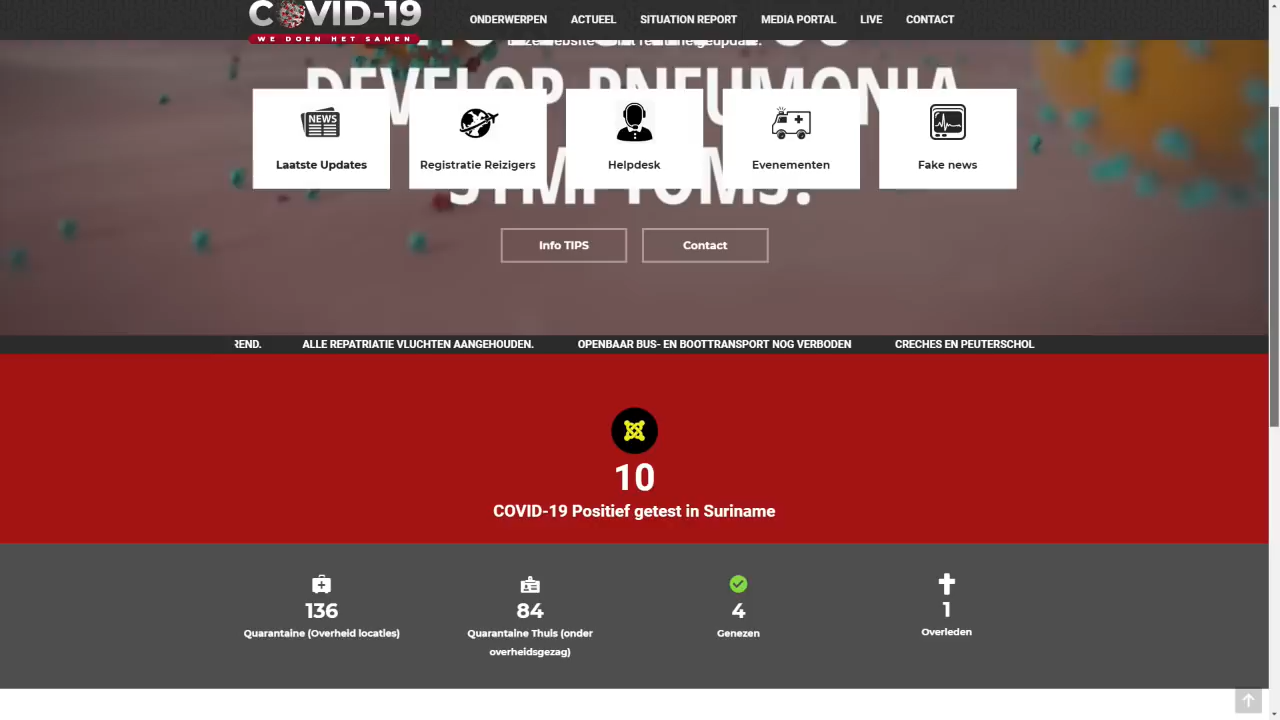 COVID-19
WE DOEN HET SAMEN
ONDERWERPEN
ACTUEEL
SITUATION REPORT
MEDIA PORTAL
LIVE
CONTACT
DEVELOP PNEUMONIA
SYMPTOMS?
NEWS
Laatste Updates
Registratie Reizigers
Helpdesk
Evenementen
Fake news
Info TIPS
Contact
REND. ALLE REPATRIATIE VLUCHTEN AANGEHOUDEN. OPENBAAR BUS- EN BOOTTRANSPORT NOG VERBODEN CRECHES EN PEUTERSCHOL
10
COVID-19 Positief getest in Suriname
136
Quarantaine (Overheid locaties)
84
Quarantaine Thuis (onder
overheidsgezag)
4
Genezen
1
Overleden